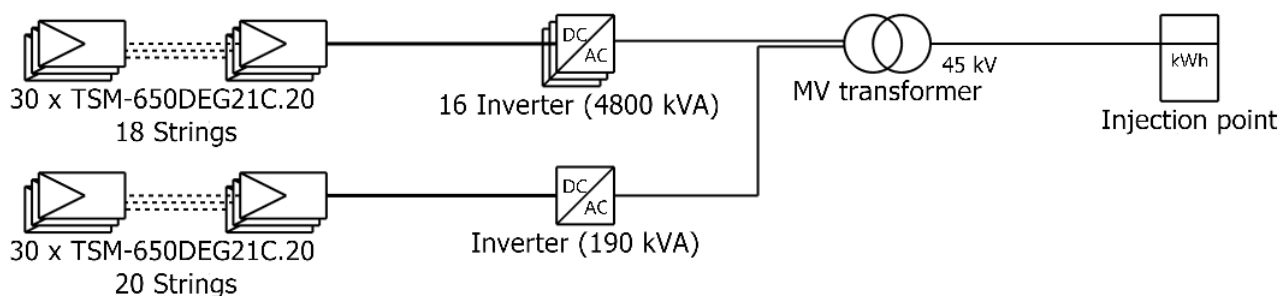 DC
AC
45 kV
kWh
30 x TSM-650DEG21C.20
18 Strings
16 Inverter (4800 kVA)
MV transformer
Injection point
DC
AC
30 x TSM-650DEG21C.20
20 Strings
Inverter (190 kVA)